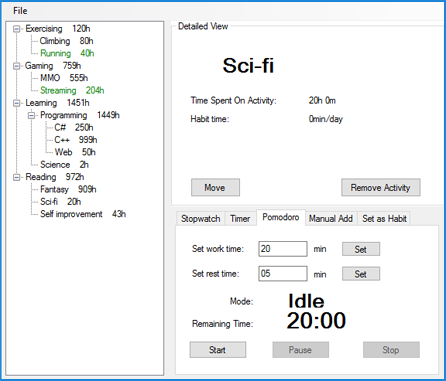 File
Exercising 120h
Climbing 80h
Running 40h
Gaming 759h
MMO 555h
Streaming 204h
Learning 1451h
Programming 1449h
C# 250h
C++ 999h
Web 50h
Science 2h
Reading 972h
Fantasy 909h
Sci-fi 20h
Self improvement 43h
Detailed View
Sci-fi
Time Spent On Activity: 20h 0m
Habit time: 0min/day
Move Remove Activity
Stopwatch Timer Pomodoro Manual Add Set as Habit
Set work time: 20 min Set
Set rest time: 05 min Set
Mode: Idle
Remaining Time: 20:00
Start Pause Stop